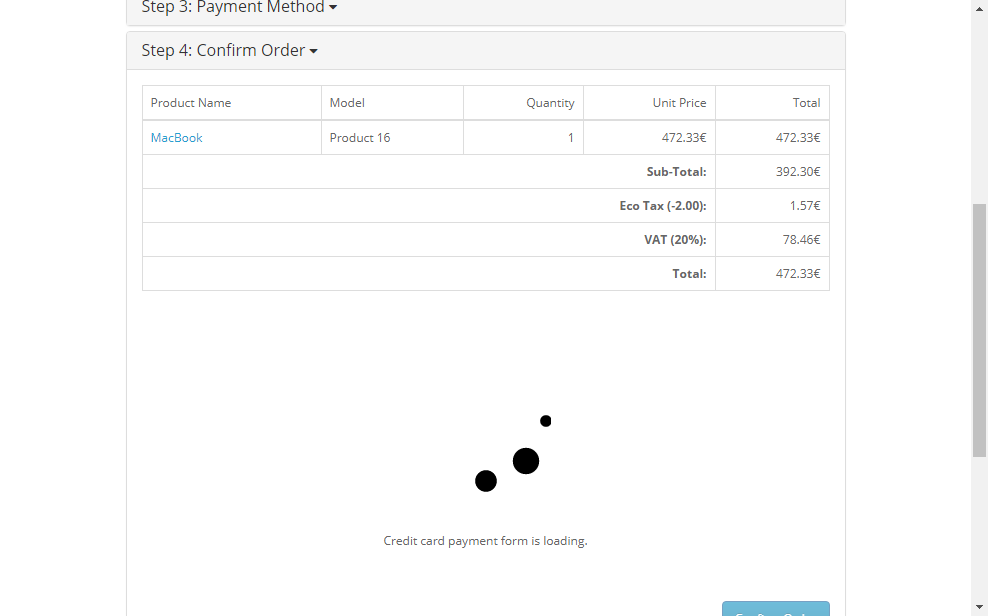 Step 3: Payment Method
Step 4: Confirm Order
Product Name Model Quantity Unit Price Total
MacBook Product 16 1 472.33€ 472.33€
Sub-Total: 392.30€
Eco Tax (-2.00): 1.57€
VAT (20%): 78.46€
Total: 472.33€
Credit card payment form is loading.